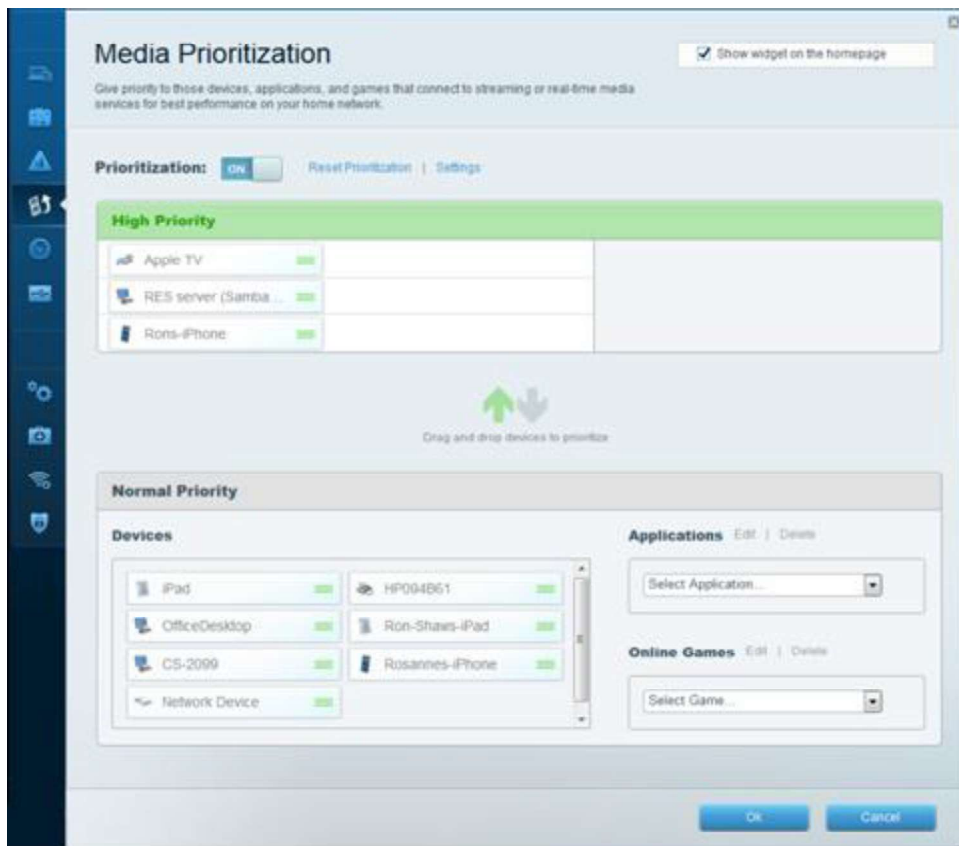 Media Prioritization
Show widget on the homepage
Give priority to those devices, applications, and games that connect to streaming or real-time media
services for best performance on your home network.
Prioritization: ON Reset Prioritization | Settings
High Priority
Apple TV
RES server (Samba ...
Rons-iPhone
Drag and drop devices to prioritize
Normal Priority
Devices
iPad
HP094B61
OfficeDesktop
Ron-Shaws-iPad
CS-2099
Rosannes-iPhone
Network Device
Applications Edit | Delete
Select Application...
Online Games Edit | Delete
Select Game...
Ok
Cancel